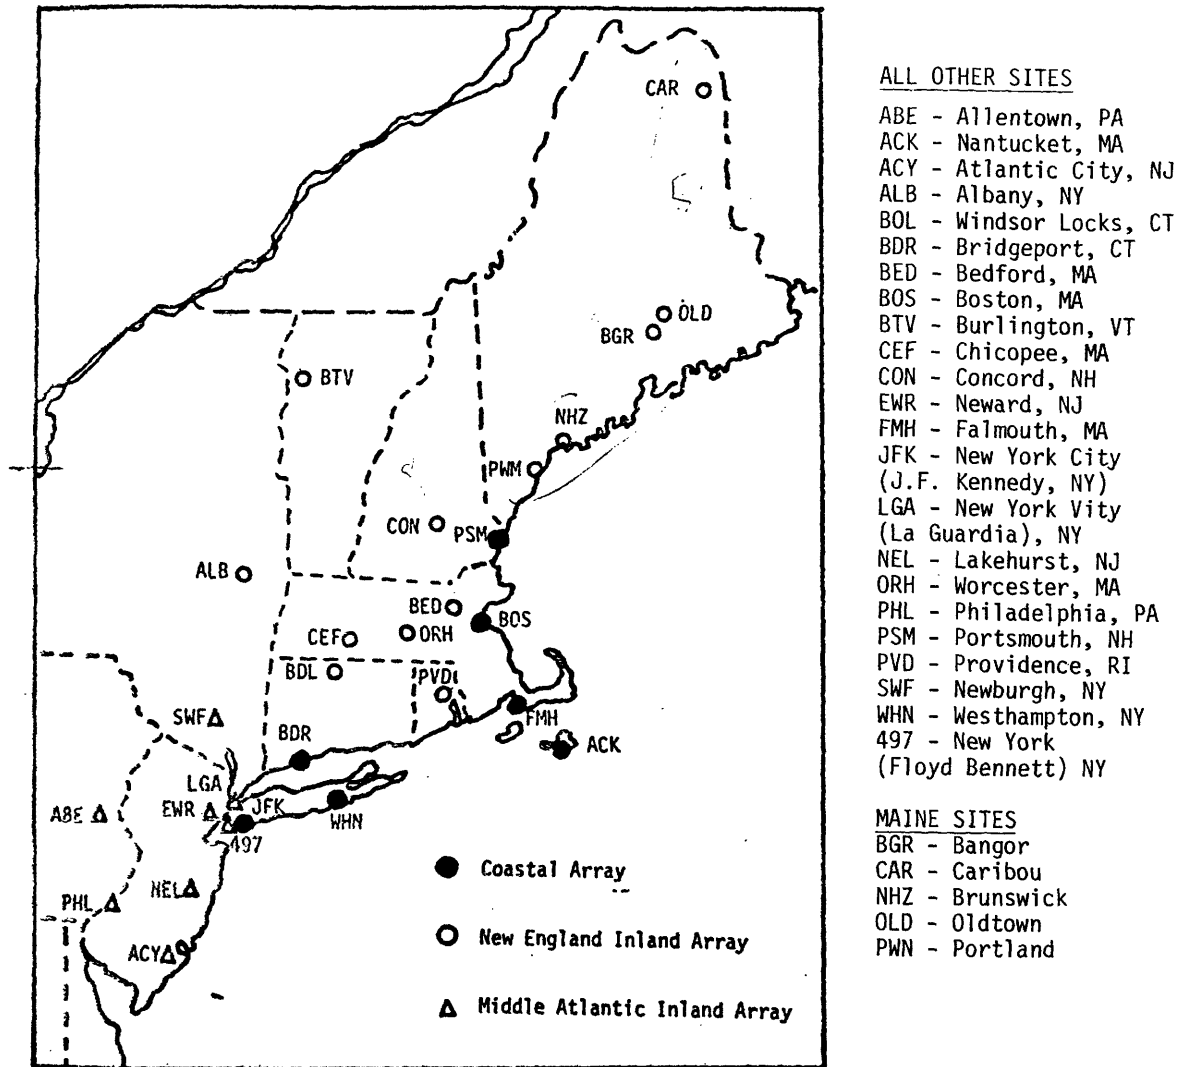 CAR
OLD
BGR
BTV
NHZ
PWM
CON
PSM
ALB
BED
BOS
CEF
ORH
BDL
PVD
SWF
FMH
BDR
ACK
LGA
ABE
EWR
JFK
WHN
497
NEL
PHL
ACY
Coastal Array
New England Inland Array
Middle Atlantic Inland Array
ALL OTHER SITES
ABE - Allentown, PA
ACK - Nantucket, MA
ACY - Atlantic City, NJ
ALB - Albany, NY
BOL - Windsor Locks, CT
BDR - Bridgeport, CT
BED - Bedford, MA
BOS - Boston, MA
BTV - Burlington, VT
CEF - Chicopee, MA
CON - Concord, NH
EWR - Neward, NJ
FMH - Falmouth, MA
JFK - New York City
(J.F. Kennedy, NY)
LGA - New York Vity
(La Guardia), NY
NEL - Lakehurst, NJ
ORH - Worcester, MA
PHL - Philadelphia, PA
PSM - Portsmouth, NH
PVD - Providence, RI
SWF - Newburgh, NY
WHN - Westhampton, NY
497 - New York
(Floyd Bennett) NY
MAINE SITES
BGR - Bangor
CAR - Caribou
NHZ - Brunswick
OLD - Oldtown
PWN - Portland